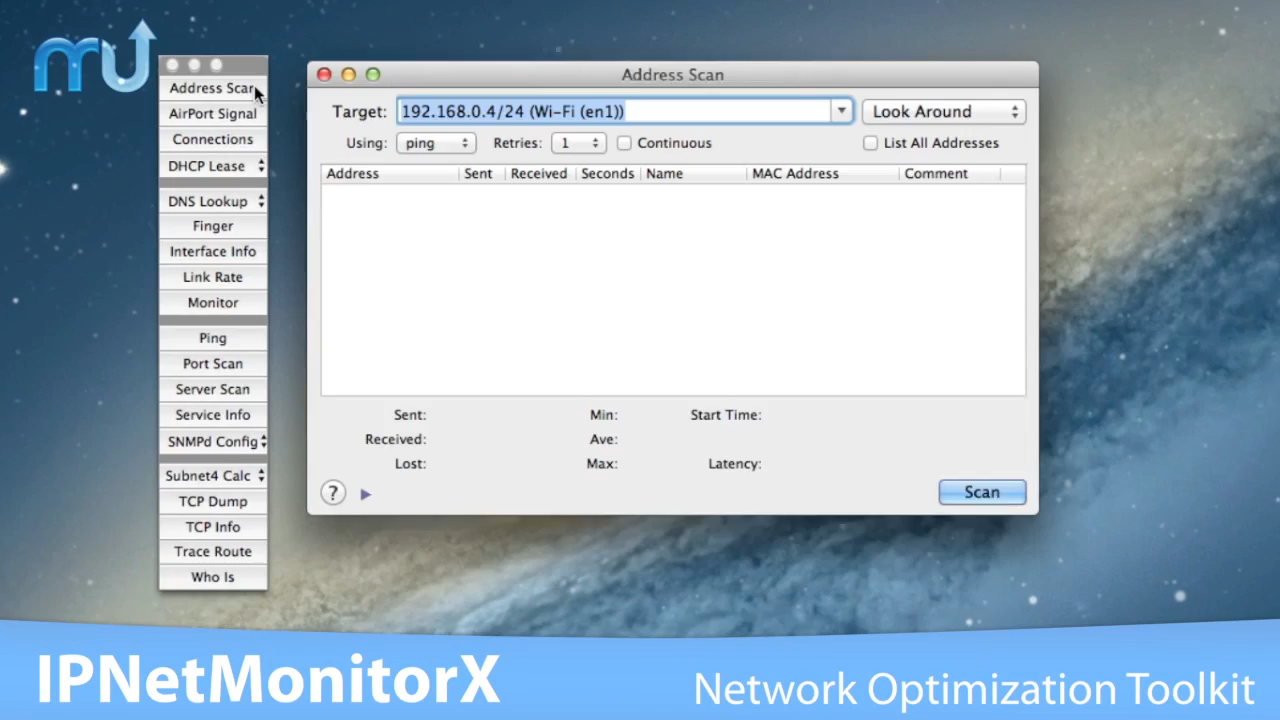 mu
Address Scan
AirPort Signal
Connections
DHCP Lease
DNS Lookup
Finger
Interface Info
Link Rate
Monitor
Ping
Port Scan
Server Scan
Service Info
SNMPd Config
Subnet4 Calc
TCP Dump
TCP Info
Trace Route
Who Is
Address Scan
Target: 192.168.0.4/24 (Wi-Fi (en1)) Look Around
Using: ping Retries: 1 Continuous List All Addresses
Address Sent Received Seconds Name MAC Address Comment
Sent: Min: Start Time:
Received: Ave:
Lost: Max: Latency:
? Scan
IPNetMonitorX Network Optimization Toolkit